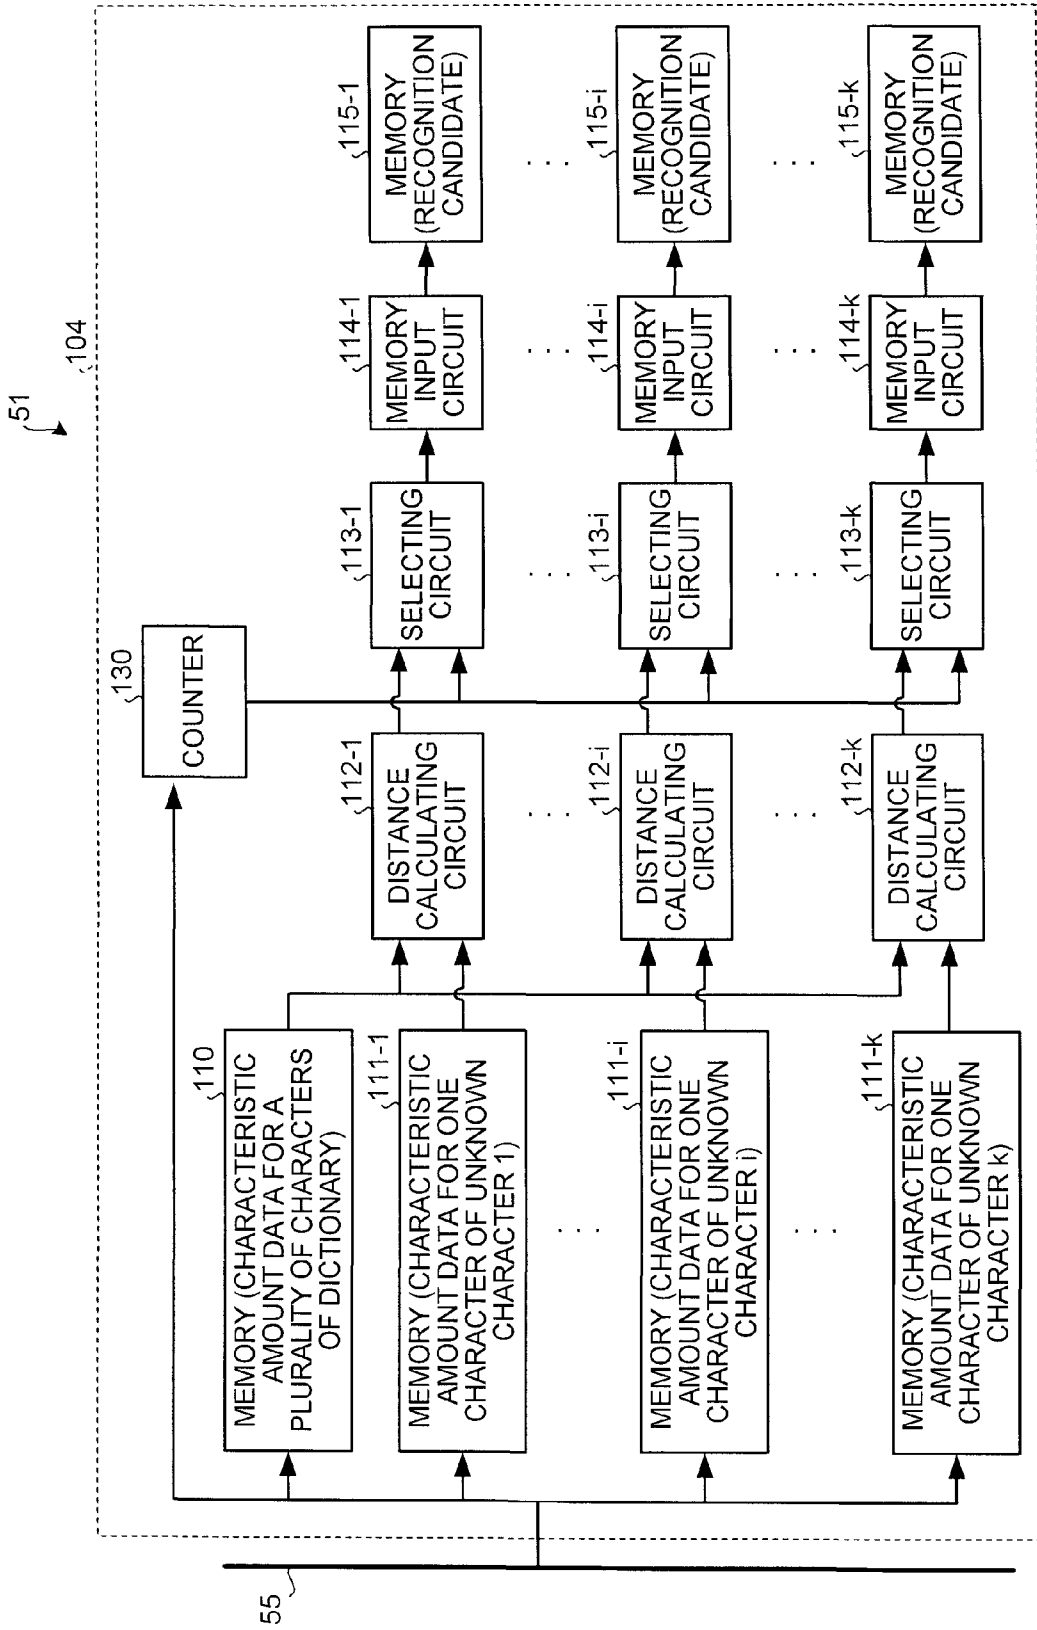 51
104
55
130
COUNTER
110
MEMORY (CHARACTERISTIC
AMOUNT DATA FOR A
PLURALITY OF CHARACTERS
OF DICTIONARY)
111-1
MEMORY (CHARACTERISTIC
AMOUNT DATA FOR ONE
CHARACTER OF UNKNOWN
CHARACTER 1)
112-1
DISTANCE
CALCULATING
CIRCUIT
113-1
SELECTING
CIRCUIT
114-1
MEMORY
INPUT
CIRCUIT
115-1
MEMORY
(RECOGNITION
CANDIDATE)
. . .
. . .
. . .
. . .
. . .
111-i
MEMORY (CHARACTERISTIC
AMOUNT DATA FOR ONE
CHARACTER OF UNKNOWN
CHARACTER i)
112-i
DISTANCE
CALCULATING
CIRCUIT
113-i
SELECTING
CIRCUIT
114-i
MEMORY
INPUT
CIRCUIT
115-i
MEMORY
(RECOGNITION
CANDIDATE)
. . .
. . .
. . .
. . .
. . .
111-k
MEMORY (CHARACTERISTIC
AMOUNT DATA FOR ONE
CHARACTER OF UNKNOWN
CHARACTER k)
112-k
DISTANCE
CALCULATING
CIRCUIT
113-k
SELECTING
CIRCUIT
114-k
MEMORY
INPUT
CIRCUIT
115-k
MEMORY
(RECOGNITION
CANDIDATE)